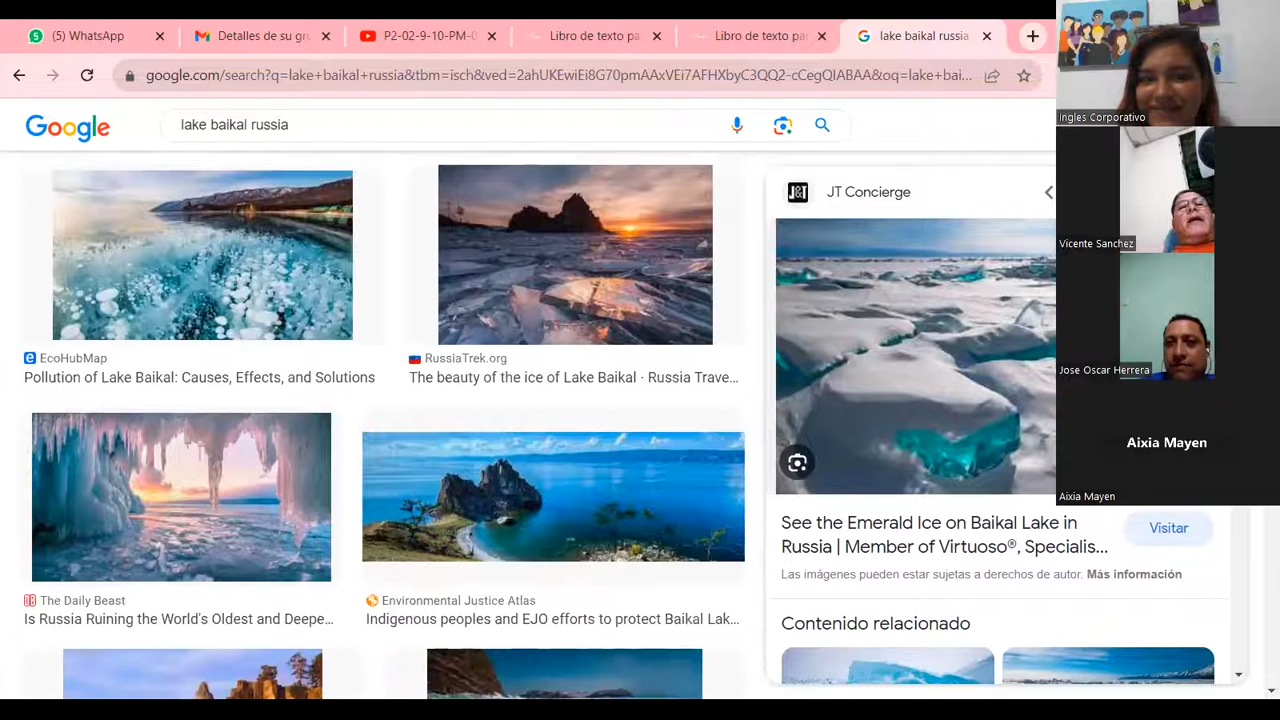 (5) WhatsApp
Detalles de su gru
P2-02-9-10-PM-0
Libro de texto pa
Libro de texto pa
lake baikal russia
google.com/search?q=lake+baikal+russia&tbm=isch&ved=2ahUKEwiEi8G70pmAAxVEi7AFHXbyC3QQ2-cCegQIABAA&oq=lake+bai...
Google
lake baikal russia
J&T
JT Concierge
EcoHubMap
Pollution of Lake Baikal: Causes, Effects, and Solutions
RussiaTrek.org
The beauty of the ice of Lake Baikal · Russia Trave...
The Daily Beast
Is Russia Ruining the World's Oldest and Deepe...
Environmental Justice Atlas
Indigenous peoples and EJO efforts to protect Baikal Lak...
See the Emerald Ice on Baikal Lake in
Russia | Member of Virtuoso®, Specialis...
Visitar
Las imágenes pueden estar sujetas a derechos de autor. Más información
Contenido relacionado
Ingles Corporativo
Vicente Sanchez
Jose Oscar Herrera
Aixia Mayen
Aixia Mayen